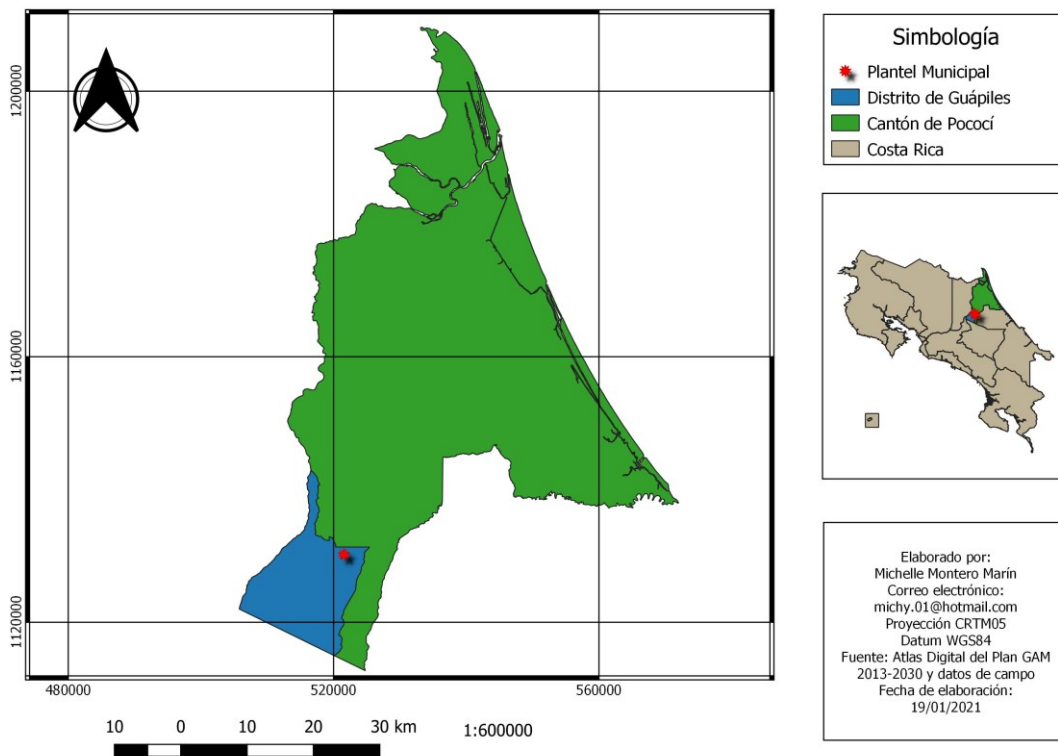 1200000
1160000
1120000
480000
520000
560000
10 0 10 20 30 km
1:600000
Simbología
Plantel Municipal
Distrito de Guápiles
Cantón de Pococí
Costa Rica
Elaborado por:
Michelle Montero Marín
Correo electrónico:
michy.01@hotmail.com
Proyección CRTM05
Datum WGS84
Fuente: Atlas Digital del Plan GAM
2013-2030 y datos de campo
Fecha de elaboración:
19/01/2021